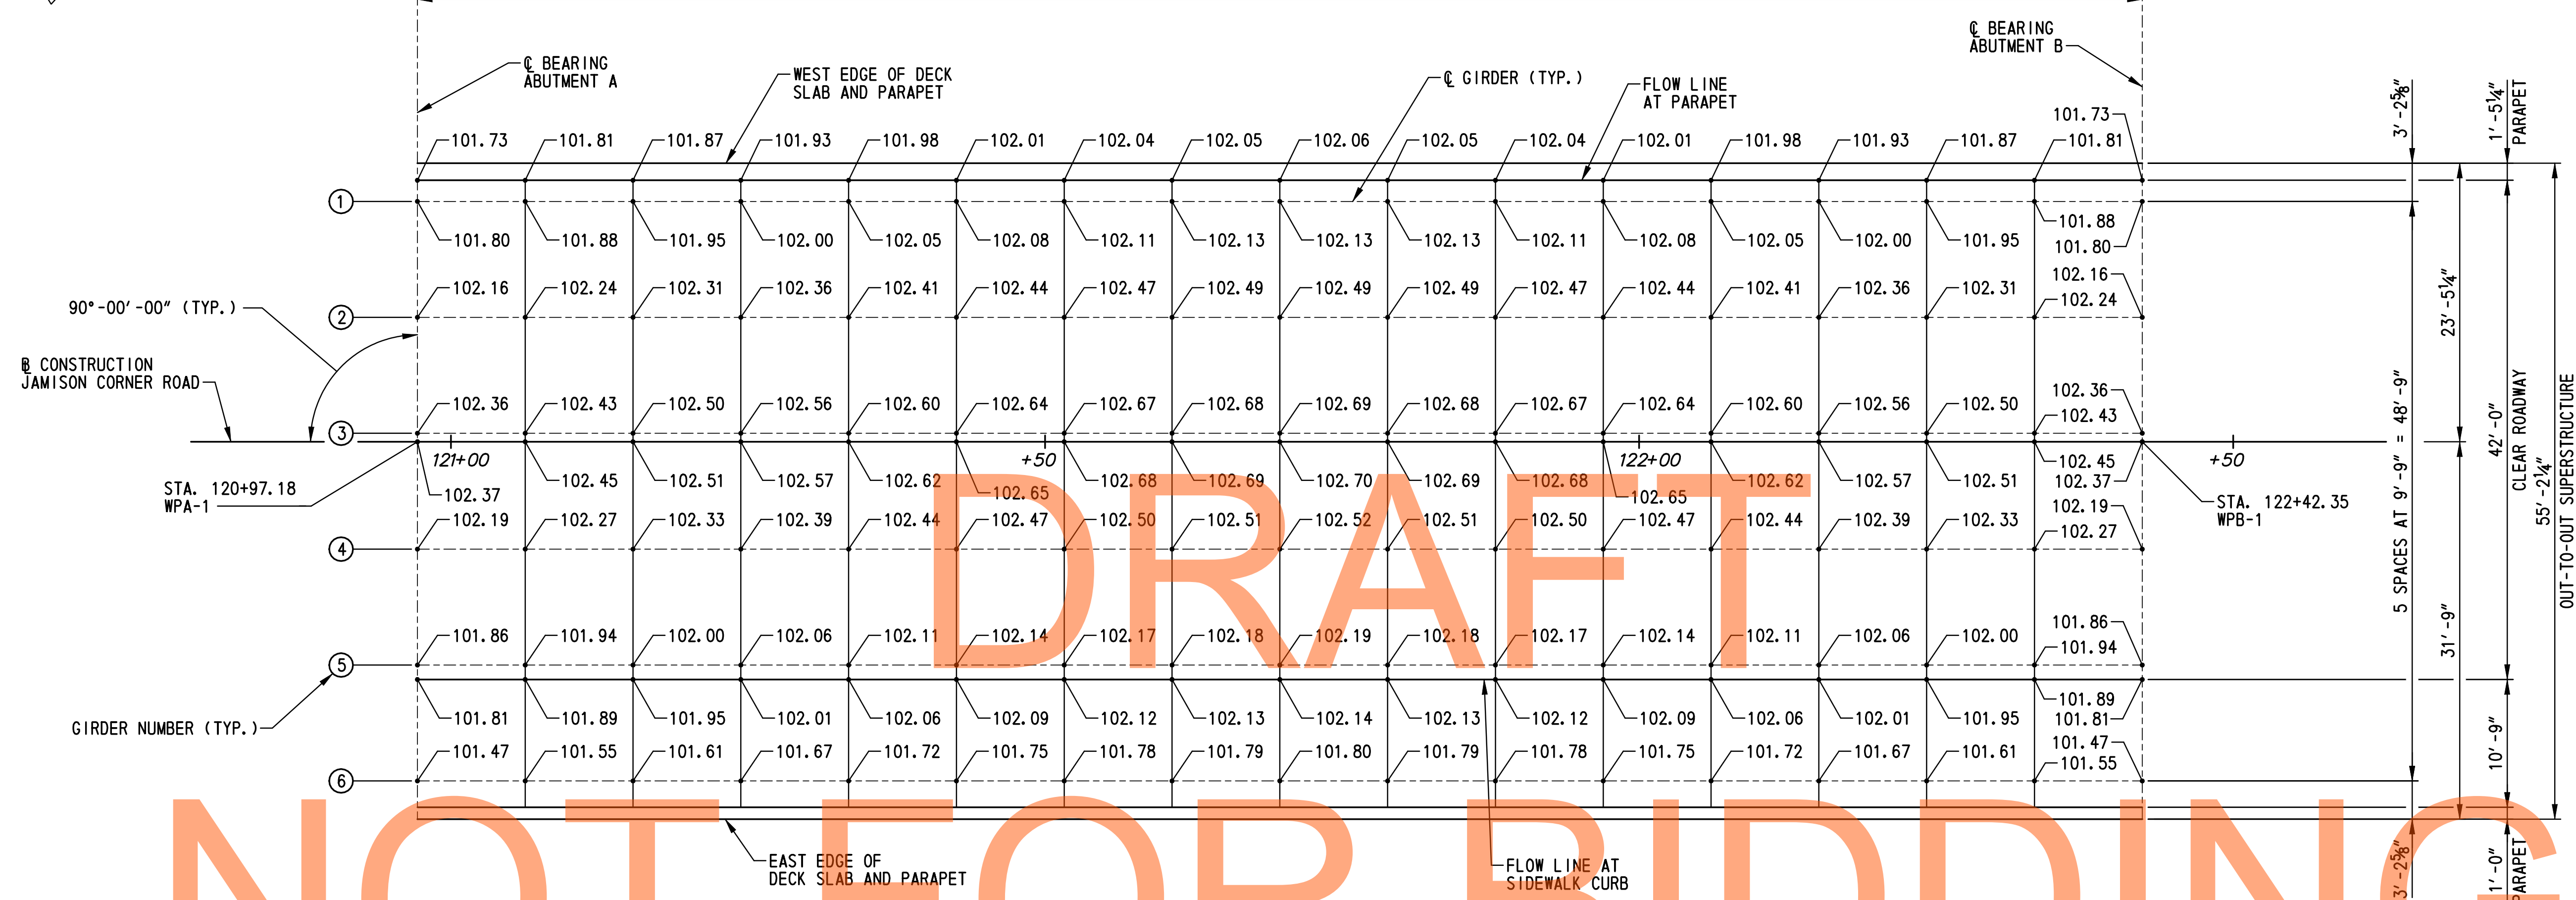 ℄ BEARING
ABUTMENT A
WEST EDGE OF DECK
SLAB AND PARAPET
℄ GIRDER (TYP.)
FLOW LINE
AT PARAPET
℄ BEARING
ABUTMENT B
3'-2⅝"
1'-5¼"
PARAPET
101.73
101.73 101.81 101.87 101.93 101.98 102.01 102.04 102.05 102.06 102.05 102.04 102.01 101.98 101.93 101.87 101.81
1
101.88
101.80 101.88 101.95 102.00 102.05 102.08 102.11 102.13 102.13 102.13 102.11 102.08 102.05 102.00 101.95 101.80
102.16
102.16 102.24 102.31 102.36 102.41 102.44 102.47 102.49 102.49 102.49 102.47 102.44 102.41 102.36 102.31 102.24
2
90°-00'-00" (TYP.)
℄ CONSTRUCTION
JAMISON CORNER ROAD
102.36
102.36 102.43 102.50 102.56 102.60 102.64 102.67 102.68 102.69 102.68 102.67 102.64 102.60 102.56 102.50 102.43
3
121+00 +50 122+00 +50
102.45
102.37 102.45 102.51 102.57 102.62 102.65 102.68 102.69 102.70 102.69 102.68 102.65 102.62 102.57 102.51 102.37
STA. 120+97.18
WPA-1
STA. 122+42.35
WPB-1
102.19
102.19 102.27 102.33 102.39 102.44 102.47 102.50 102.51 102.52 102.51 102.50 102.47 102.44 102.39 102.33 102.27
4
101.86
101.86 101.94 102.00 102.06 102.11 102.14 102.17 102.18 102.19 102.18 102.17 102.14 102.11 102.06 102.00 101.94
5
101.89
101.81 101.89 101.95 102.01 102.06 102.09 102.12 102.13 102.14 102.13 102.12 102.09 102.06 102.01 101.95 101.81
GIRDER NUMBER (TYP.)
101.47
101.47 101.55 101.61 101.67 101.72 101.75 101.78 101.79 101.80 101.79 101.78 101.75 101.72 101.67 101.61 101.55
6
EAST EDGE OF
DECK SLAB AND PARAPET
FLOW LINE AT
SIDEWALK CURB
5 SPACES AT 9'-9" = 48'-9"
23'-5¼"
31'-9"
42'-0"
CLEAR ROADWAY
10'-9"
55'-2¼"
OUT-TO-OUT SUPERSTRUCTURE
3'-2⅝"
1'-0"
PARAPET
DRAFT
NOT FOR BIDDING